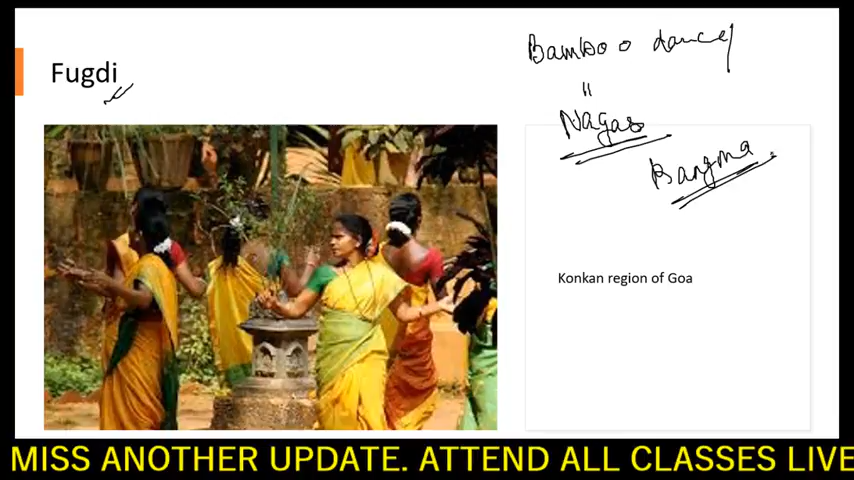 Fugdi
Bamboo dance
"
Nagas
Bangma
Konkan region of Goa
MISS ANOTHER UPDATE. ATTEND ALL CLASSES LIVE